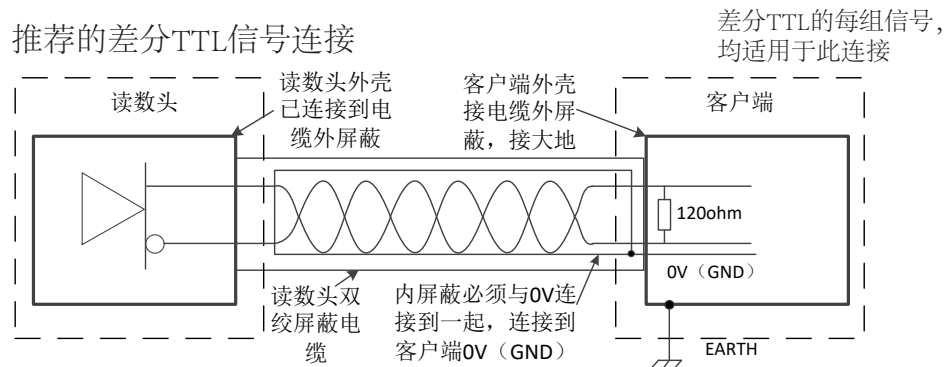 推荐的差分TTL信号连接
差分TTL的每组信号，
均适用于此连接
读数头
读数头外壳
已连接到电
缆外屏蔽
客户端外壳
接电缆外屏
蔽，接大地
客户端
120ohm
0V（GND）
读数头双
绞屏蔽电
缆
内屏蔽必须与0V连
接到一起，连接到
客户端0V（GND）
EARTH